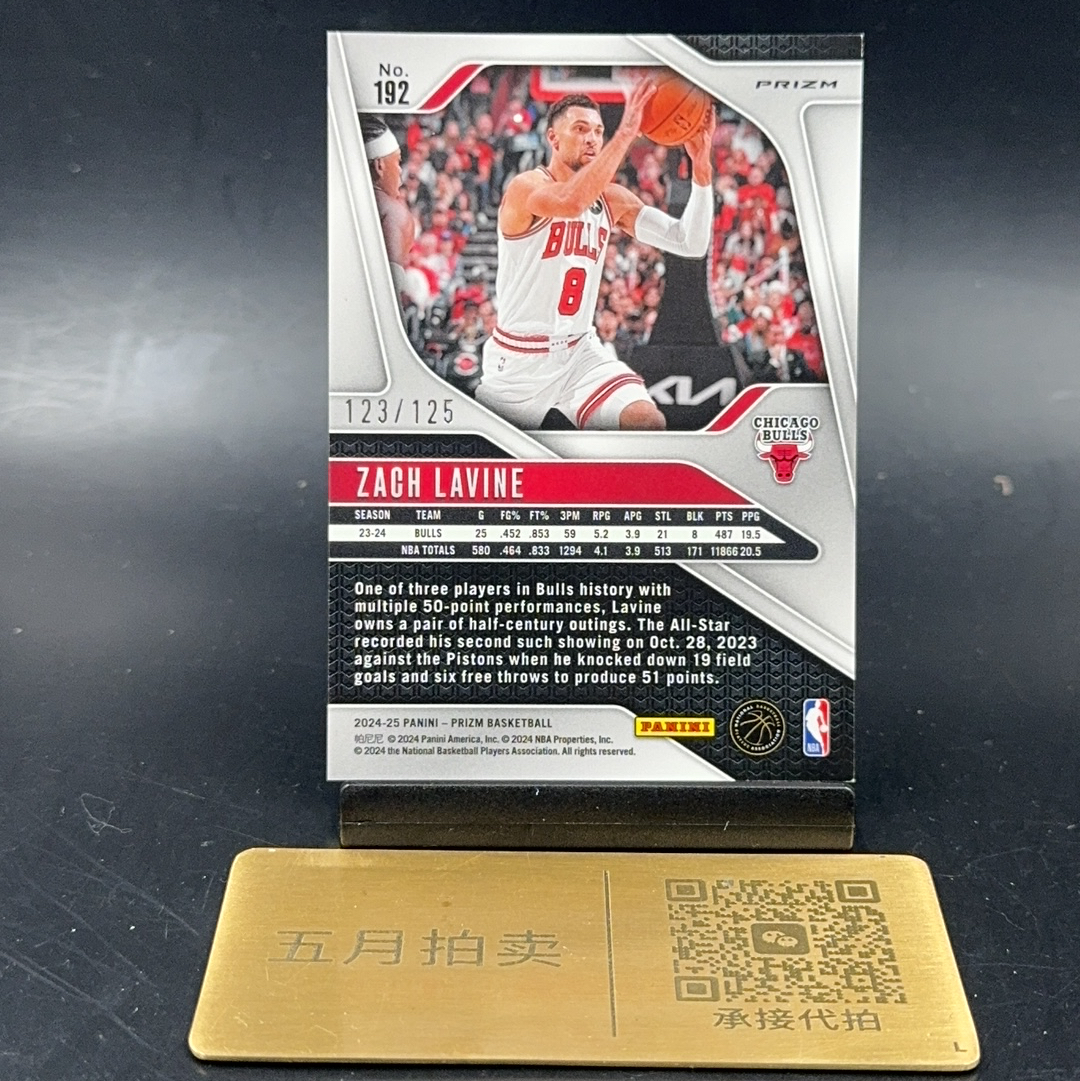 No.
192
PRIZM
BULLS
8
123/125
CHICAGO
BULLS
ZACH LAVINE
SEASON TEAM G FG% FT% 3PM RPG APG STL BLK PTS PPG
23-24 BULLS 25 .452 .853 59 5.2 3.9 21 8 487 19.5
NBA TOTALS 580 .464 .833 1294 4.1 3.9 513 171 11866 20.5
One of three players in Bulls history with
multiple 50-point performances, Lavine
owns a pair of half-century outings. The All-Star
recorded his second such showing on Oct. 28, 2023
against the Pistons when he knocked down 19 field
goals and six free throws to produce 51 points.
2024-25 PANINI – PRIZM BASKETBALL
帕尼尼 © 2024 Panini America, Inc. © 2024 NBA Properties, Inc.
© 2024 the National Basketball Players Association. All rights reserved.
PANINI
NATIONAL BASKETBALL
PLAYERS ASSOCIATION
NBA
五月拍卖
承接代拍
L